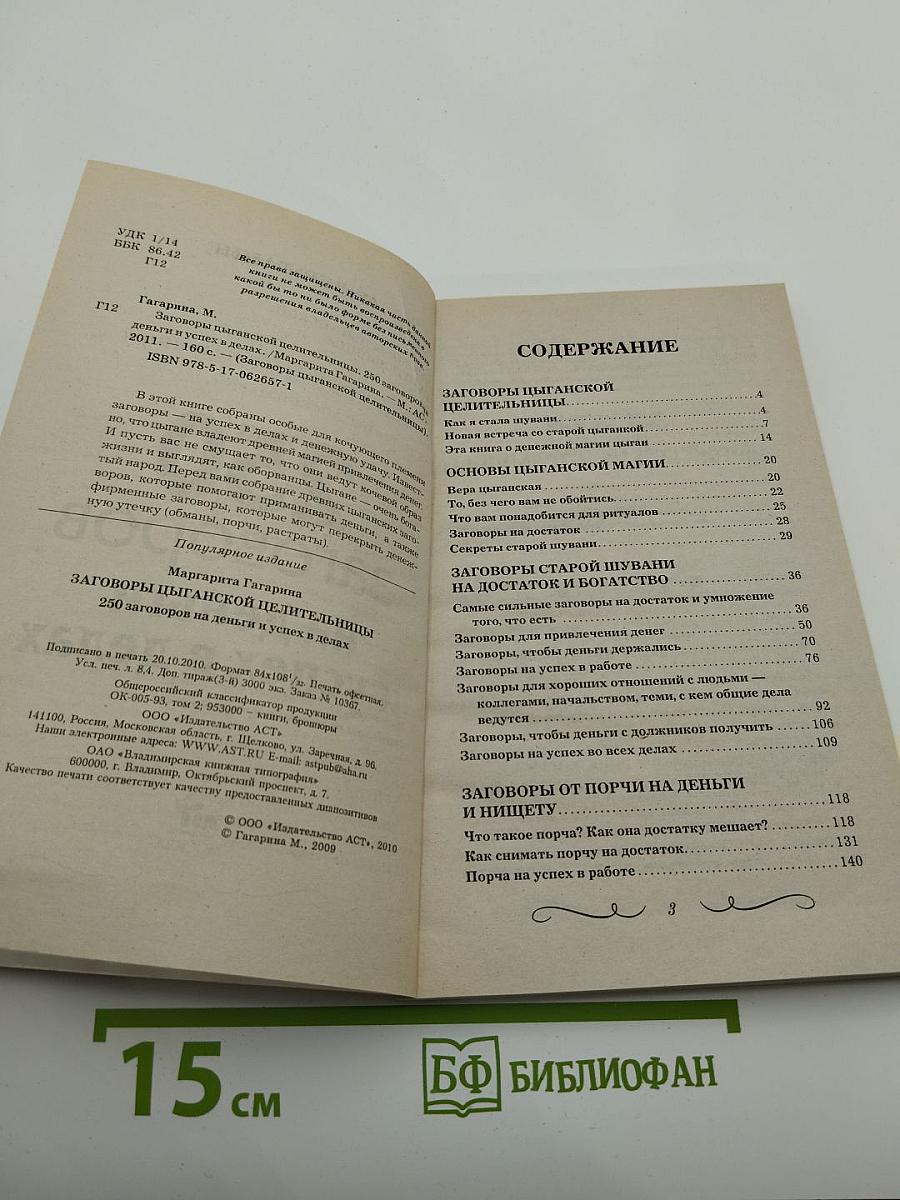 УДК 1/14
ББК 86.42
Г12
Все права защищены. Никакая часть данной
книги не может быть воспроизведена в
какой бы то ни было форме без письменного
разрешения владельцев авторских прав.
Гагарина, М.
Г12 Заговоры цыганской целительницы. 250 заговоров на
деньги и успех в делах. /Маргарита Гагарина, — М.: АСТ,
2011. — 160 с. — (Заговоры цыганской целительницы).
ISBN 978-5-17-062657-1
В этой книге собраны особые для кочующего племени
заговоры — на успех в делах и денежную удачу. Извест-
но, что цыгане владеют древней магией привлечения денег.
И пусть вас не смущает то, что они ведут кочевой образ
жизни и выглядят, как оборванцы. Цыгане — очень бога-
тый народ. Перед вами собрание древних цыганских заго-
воров, которые помогают приманивать деньги, а также
фирменные заговоры, которые могут перекрыть денеж-
ную утечку (обманы, порчи, растраты).
Популярное издание
Маргарита Гагарина
ЗАГОВОРЫ ЦЫГАНСКОЙ ЦЕЛИТЕЛЬНИЦЫ
250 заговоров на деньги и успех в делах
Подписано в печать 20.10.2010. Формат 84х108 1/32. Печать офсетная.
Усл. печ. л. 8,4. Доп. тираж(3-й) 3000 экз. Заказ № 10367.
Общероссийский классификатор продукции
ОК-005-93, том 2; 953000 – книги, брошюры
ООО «Издательство АСТ»
141100, Россия, Московская область, г. Щелково, ул. Заречная, д. 96.
Наши электронные адреса: WWW.AST.RU E-mail: astpub@aha.ru
ОАО «Владимирская книжная типография»
600000, г. Владимир, Октябрьский проспект, д. 7.
Качество печати соответствует качеству предоставленных диапозитивов
© ООО «Издательство АСТ», 2010
© Гагарина М., 2009
СОДЕРЖАНИЕ
ЗАГОВОРЫ ЦЫГАНСКОЙ
ЦЕЛИТЕЛЬНИЦЫ 4
Как я стала шувани 4
Новая встреча со старой цыганкой 7
Эта книга о денежной магии цыган 14
ОСНОВЫ ЦЫГАНСКОЙ МАГИИ 20
Вера цыганская 20
То, без чего вам не обойтись 22
Что вам понадобится для ритуалов 25
Заговоры на достаток 28
Секреты старой шувани 29
ЗАГОВОРЫ СТАРОЙ ШУВАНИ
НА ДОСТАТОК И БОГАТСТВО 36
Самые сильные заговоры на достаток и умножение
того, что есть 36
Заговоры для привлечения денег 50
Заговоры, чтобы деньги держались 70
Заговоры на успех в работе 76
Заговоры для хороших отношений с людьми —
коллегами, начальством, теми, с кем общие дела
ведутся 92
Заговоры, чтобы деньги с должников получить 106
Заговоры на успех во всех делах 109
ЗАГОВОРЫ ОТ ПОРЧИ НА ДЕНЬГИ
И НИЩЕТУ 118
Что такое порча? Как она достатку мешает? 118
Как снимать порчу на достаток 131
Порча на успех в работе 140
3
15 см
БФ БИБЛИОФАН